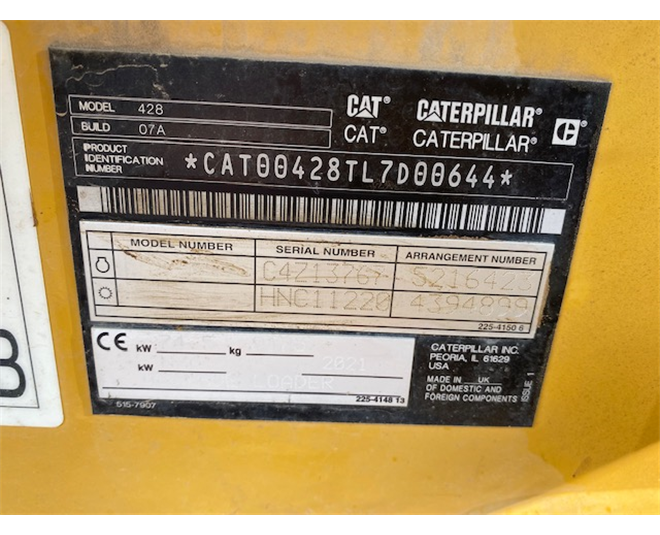 MODEL 428
BUILD 07A
CAT® CATERPILLAR®
CAT® CATERPILLAR®
PRODUCT IDENTIFICATION NUMBER *CAT00428TL7D00644*
MODEL NUMBER SERIAL NUMBER ARRANGEMENT NUMBER
C4Z13767 5216423
HNC11220 4394899
225-4150 6
CE kW kg
kW 2021
LOADER
515-7907
225-4148 13
CATERPILLAR INC.
PEORIA, IL 61629
USA
MADE IN UK
OF DOMESTIC AND
FOREIGN COMPONENTS
ISSUE 1
B